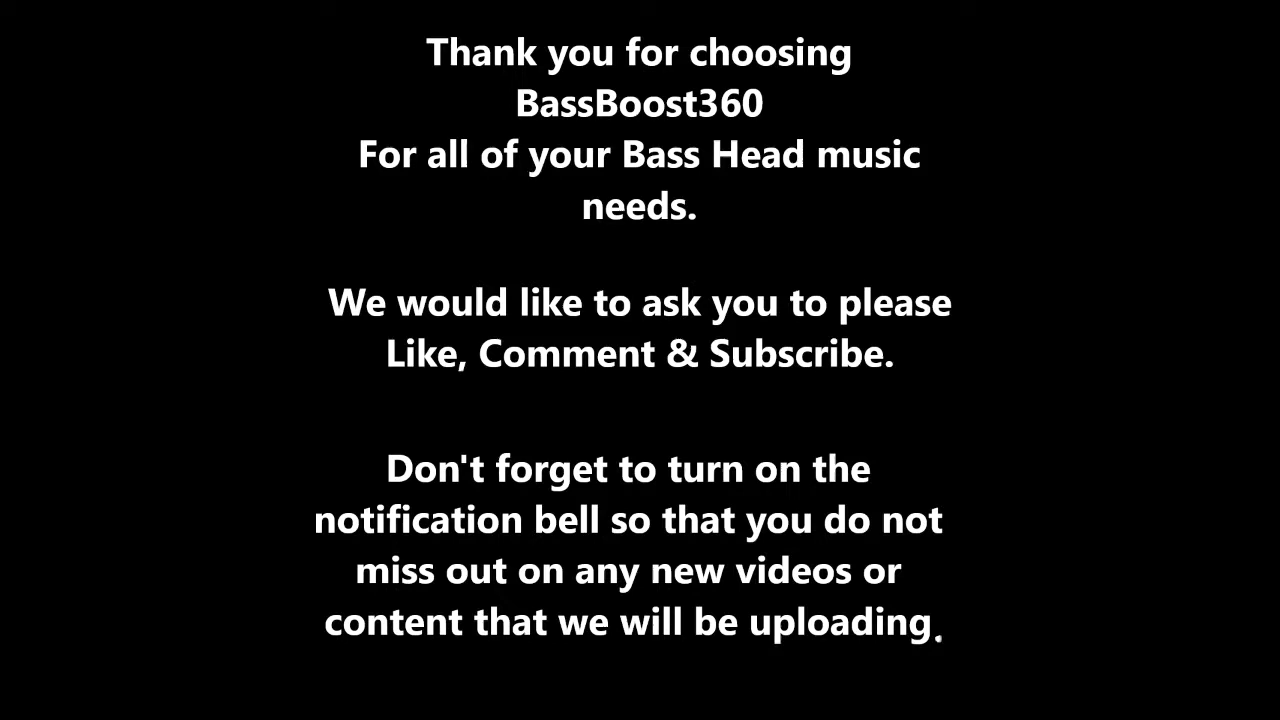 Thank you for choosing
BassBoost360
For all of your Bass Head music
needs.
We would like to ask you to please
Like, Comment & Subscribe.
Don't forget to turn on the
notification bell so that you do not
miss out on any new videos or
content that we will be uploading.